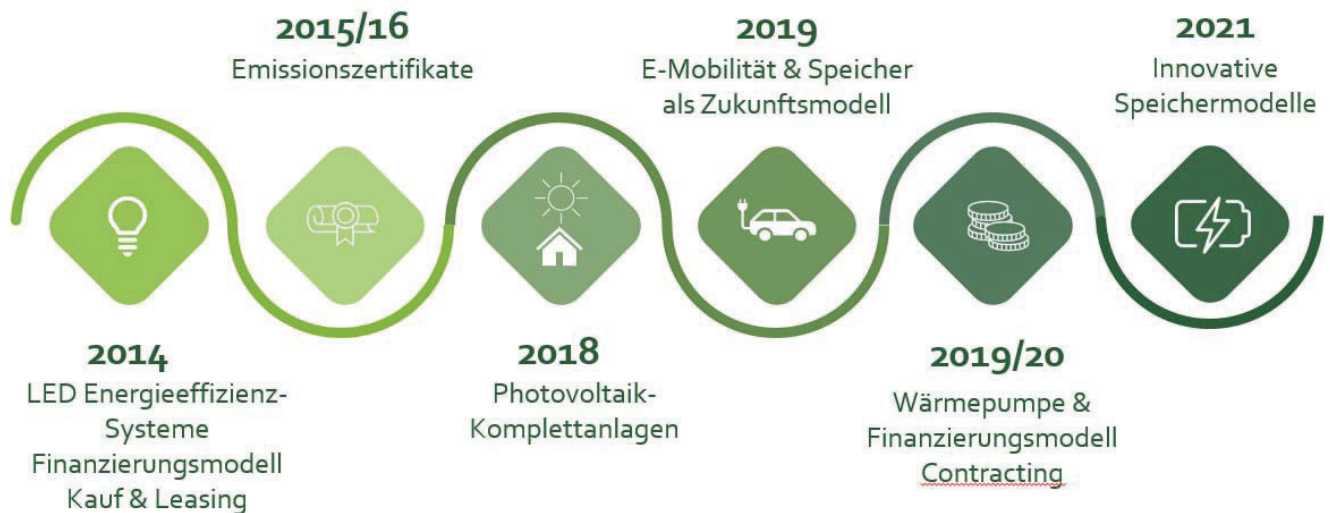 2014
LED Energieeffizienz-
Systeme
Finanzierungsmodell
Kauf & Leasing
2015/16
Emissionszertifikate
2018
Photovoltaik-
Komplettanlagen
2019
E-Mobilität & Speicher
als Zukunftsmodell
2019/20
Wärmepumpe &
Finanzierungsmodell
Contracting
2021
Innovative
Speichermodelle